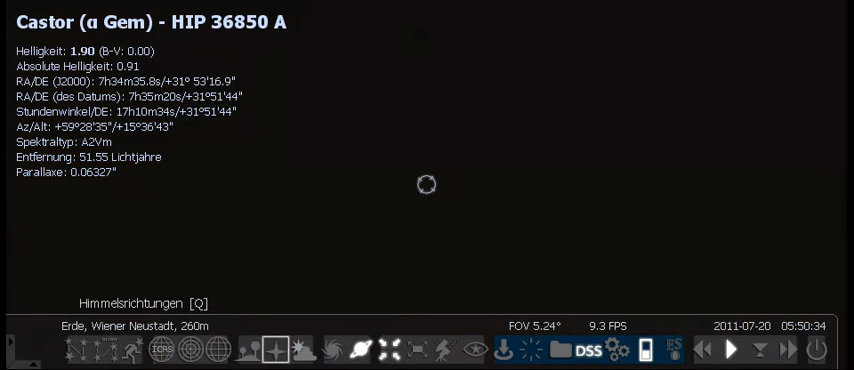 Castor (α Gem) - HIP 36850 A
Helligkeit: 1.90 (B-V: 0.00)
Absolute Helligkeit: 0.91
RA/DE (J2000): 7h34m35.8s/+31° 53'16.9"
RA/DE (des Datums): 7h35m20s/+31°51'44"
Stundenwinkel/DE: 17h10m34s/+31°51'44"
Az/Alt: +59°28'35"/+15°36'43"
Spektraltyp: A2Vm
Entfernung: 51.55 Lichtjahre
Parallaxe: 0.06327"
Himmelsrichtungen [Q]
Erde, Wiener Neustadt, 260m FOV 5.24° 9.3 FPS 2011-07-20 05:50:34
ICRS DSS ES